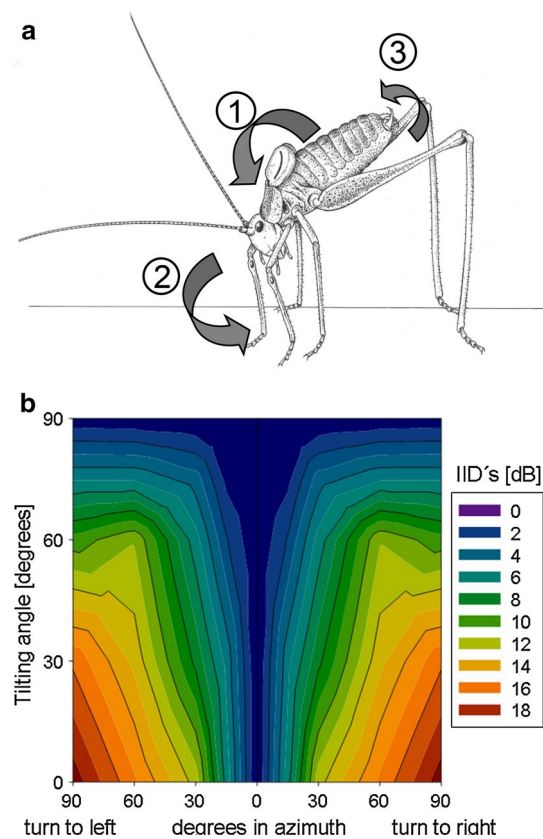 a
3
1
2
b
90
60
30
0
Tilting angle [degrees]
90 60 30 0 30 60 90
turn to left degrees in azimuth turn to right
IID´s [dB]
0
2
4
6
8
10
12
14
16
18